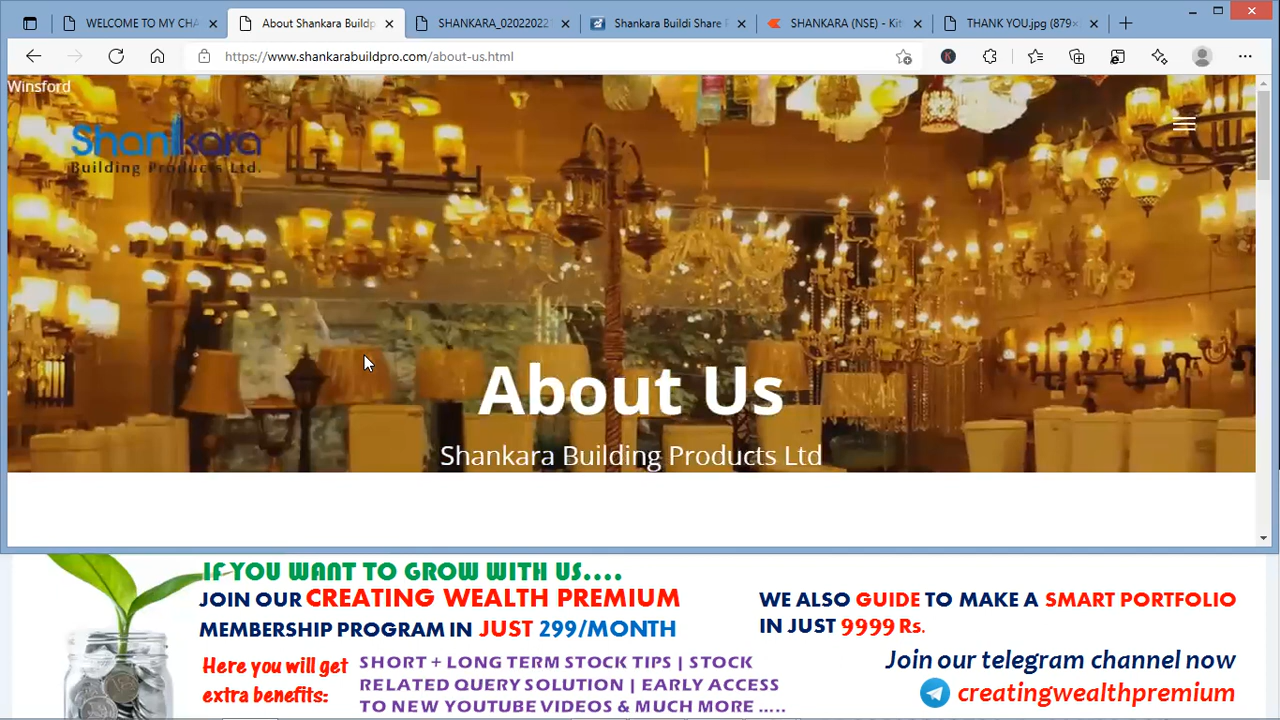 WELCOME TO MY CHA
About Shankara Buildp
SHANKARA_02022022
Shankara Buildi Share
SHANKARA (NSE) - Kit
THANK YOU.jpg (879×
https://www.shankarabuildpro.com/about-us.html
Winsford
Shankara
Building Products Ltd.
About Us
Shankara Building Products Ltd
IF YOU WANT TO GROW WITH US....
JOIN OUR CREATING WEALTH PREMIUM
MEMBERSHIP PROGRAM IN JUST 299/MONTH
Here you will get
extra benefits:
SHORT + LONG TERM STOCK TIPS | STOCK
RELATED QUERY SOLUTION | EARLY ACCESS
TO NEW YOUTUBE VIDEOS & MUCH MORE .....
WE ALSO GUIDE TO MAKE A SMART PORTFOLIO
IN JUST 9999 Rs.
Join our telegram channel now
creatingwealthpremium